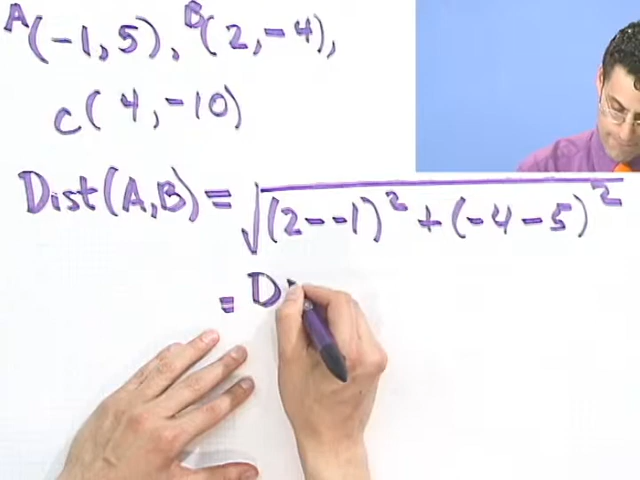 A(-1,5), B(2,-4),
C(4,-10)
Dist(A,B) = √(2--1)² + (-4-5)²
= D